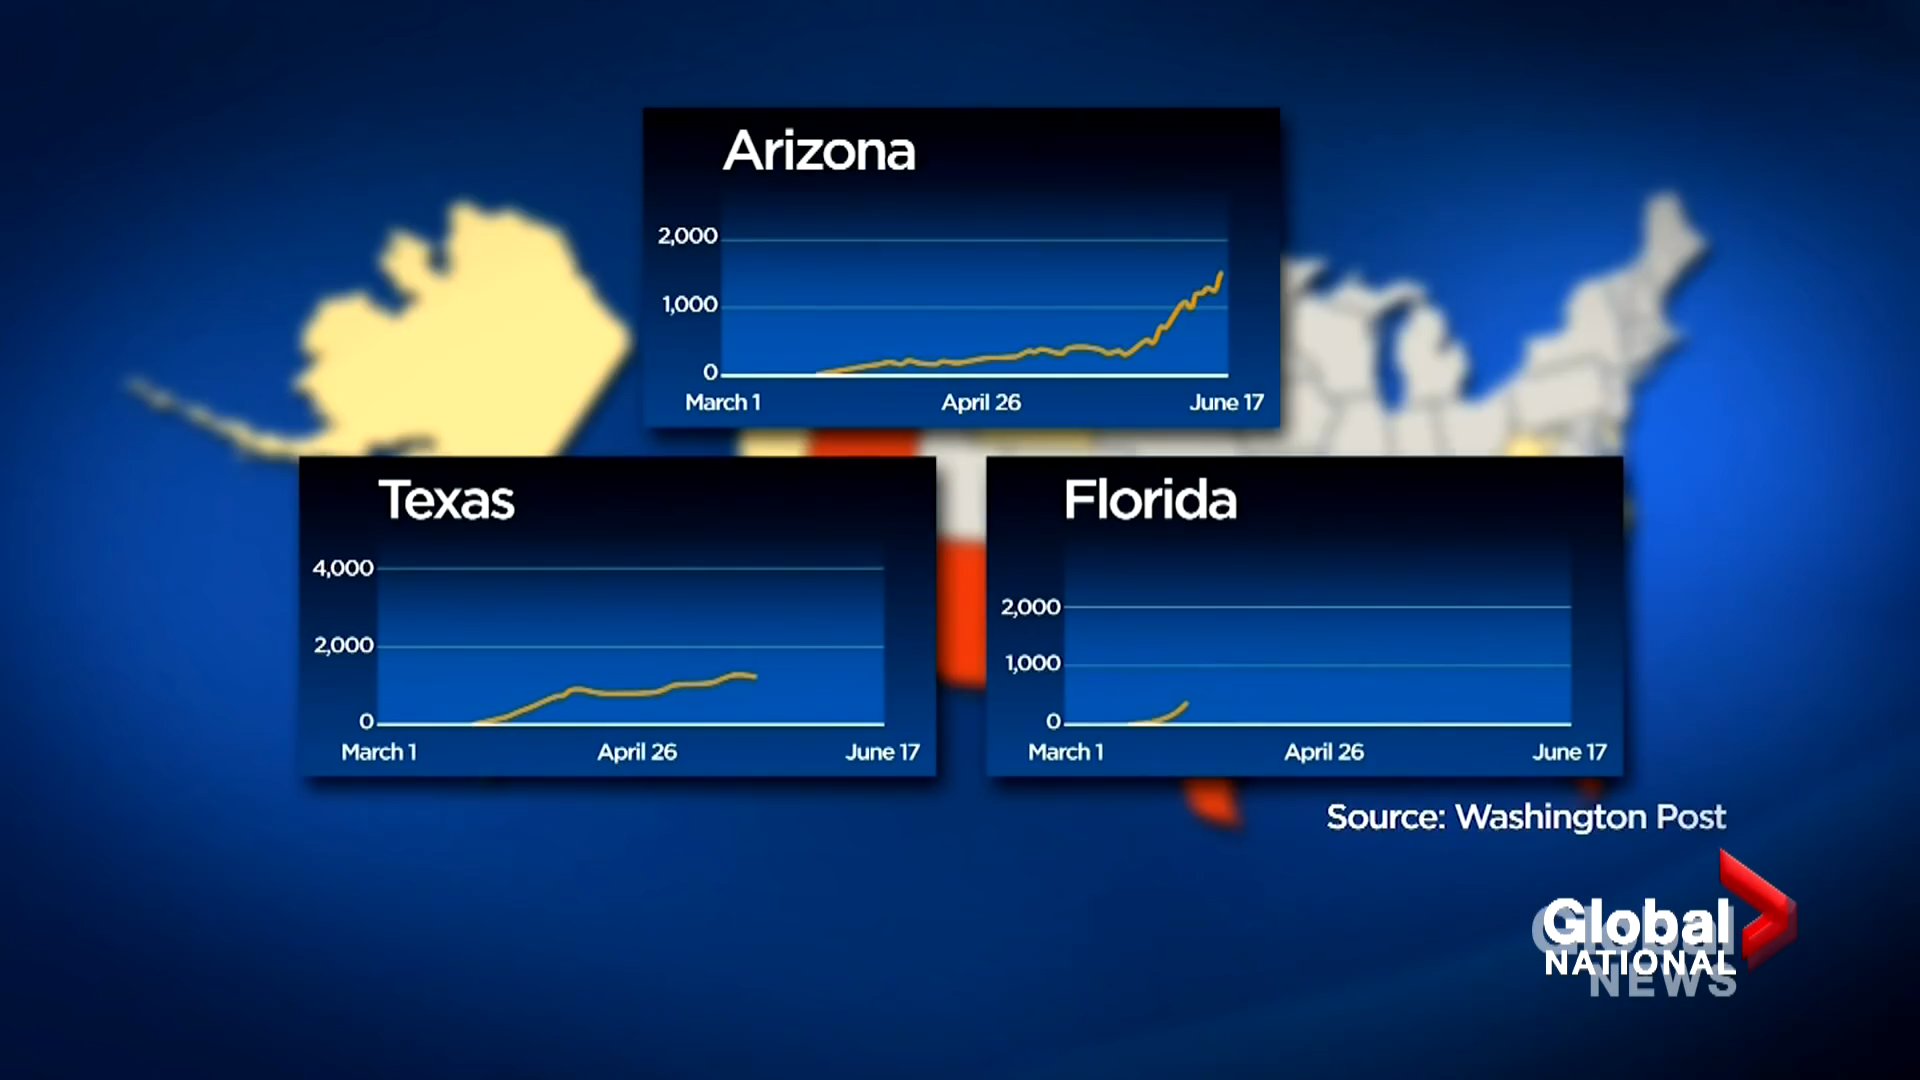 Arizona
2,000
1,000
0
March 1 April 26 June 17
Texas
4,000
2,000
0
March 1 April 26 June 17
Florida
2,000
1,000
0
March 1 April 26 June 17
Source: Washington Post
Global
NATIONAL
Global
NEWS